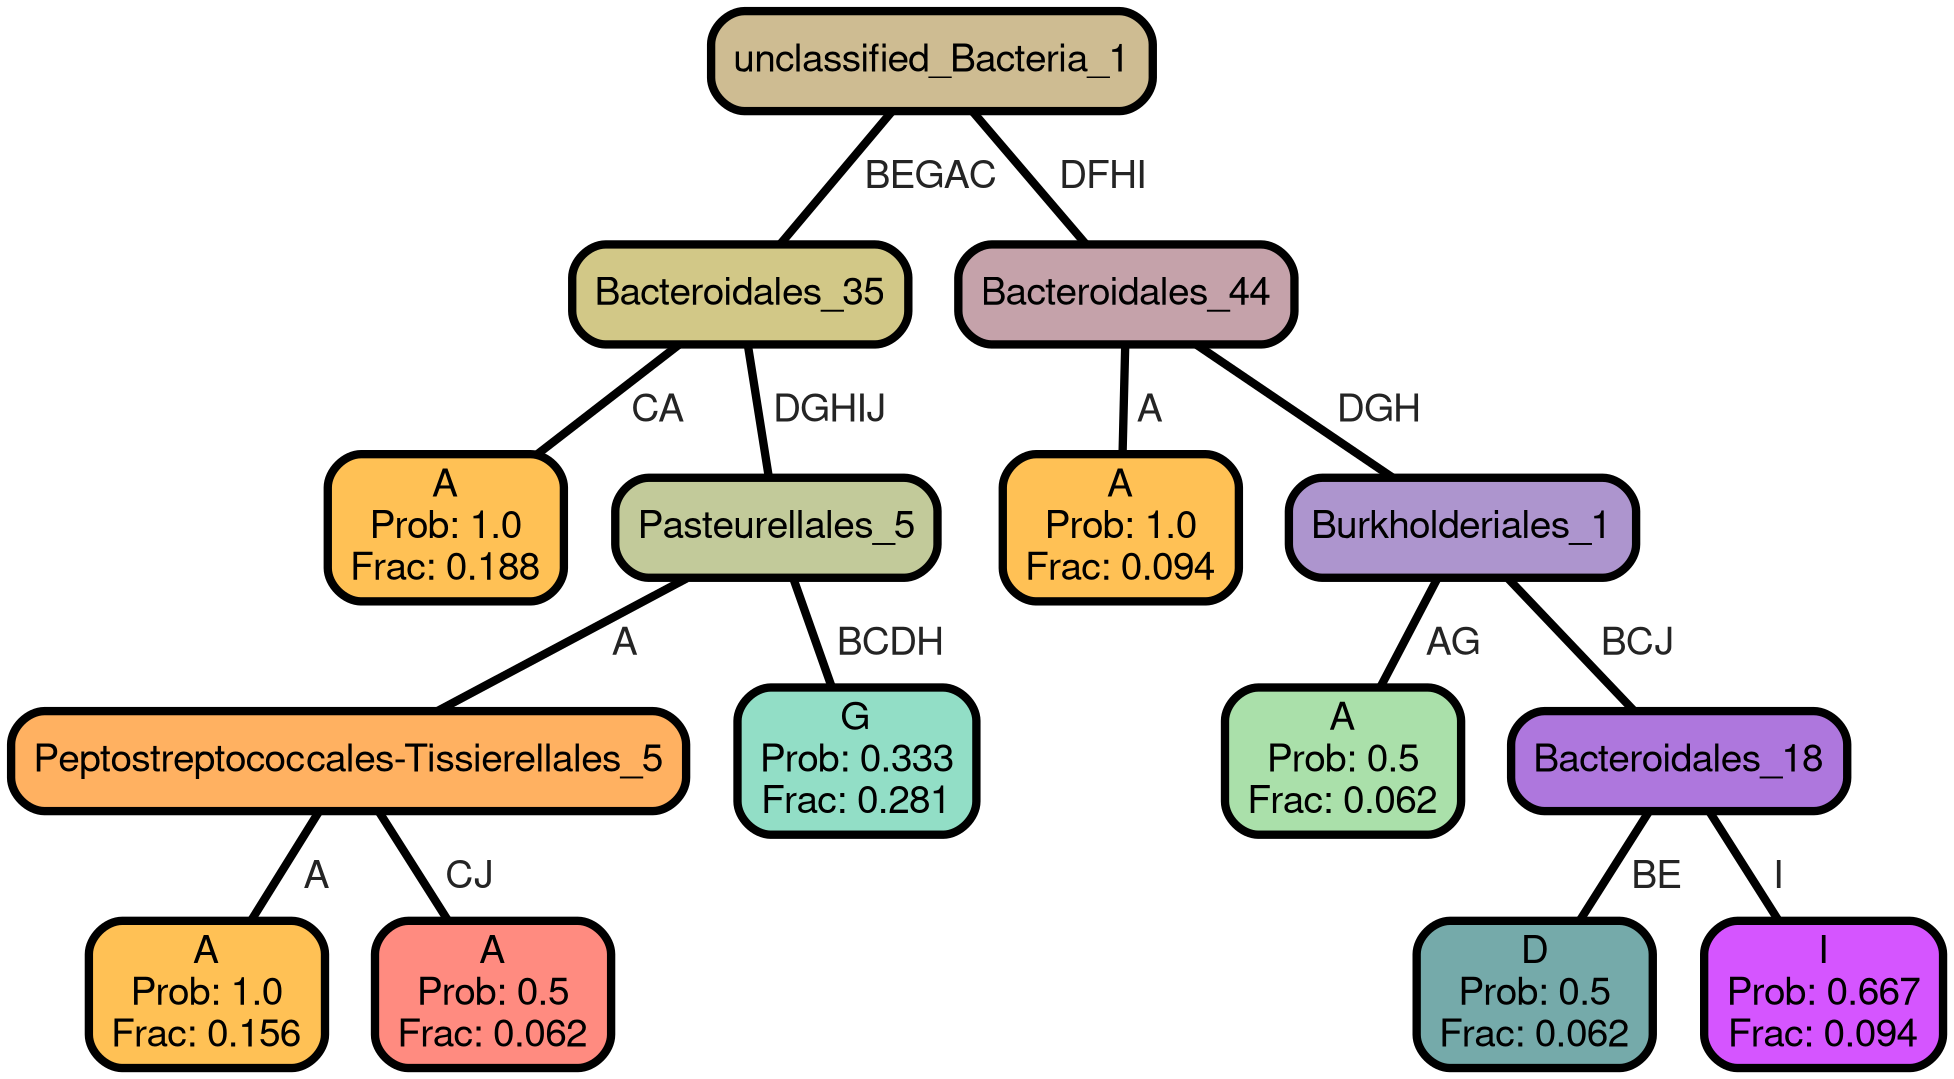 unclassified_Bacteria_1
BEGAC
DFHI
Bacteroidales_35
Bacteroidales_44
CA
DGHIJ
A
DGH
A
Prob: 1.0
Frac: 0.188
Pasteurellales_5
A
Prob: 1.0
Frac: 0.094
Burkholderiales_1
A
BCDH
AG
BCJ
Peptostreptococcales-Tissierellales_5
G
Prob: 0.333
Frac: 0.281
A
Prob: 0.5
Frac: 0.062
Bacteroidales_18
A
CJ
BE
I
A
Prob: 1.0
Frac: 0.156
A
Prob: 0.5
Frac: 0.062
D
Prob: 0.5
Frac: 0.062
I
Prob: 0.667
Frac: 0.094